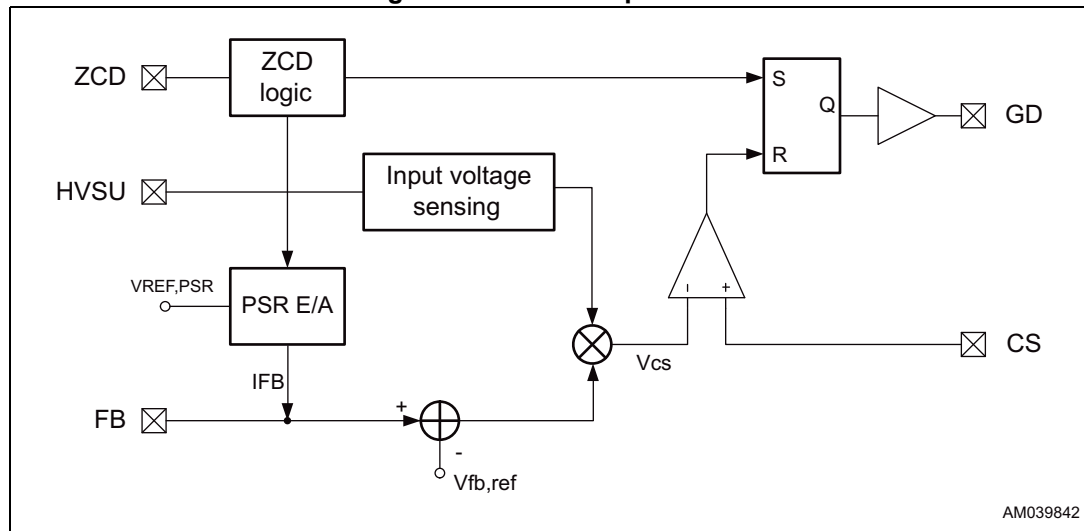 ZCD
ZCD
logic
S
Q
R
GD
HVSU
Input voltage
sensing
VREF,PSR
PSR E/A
IFB
FB
+
-
Vfb,ref
Vcs
-
+
CS
AM039842